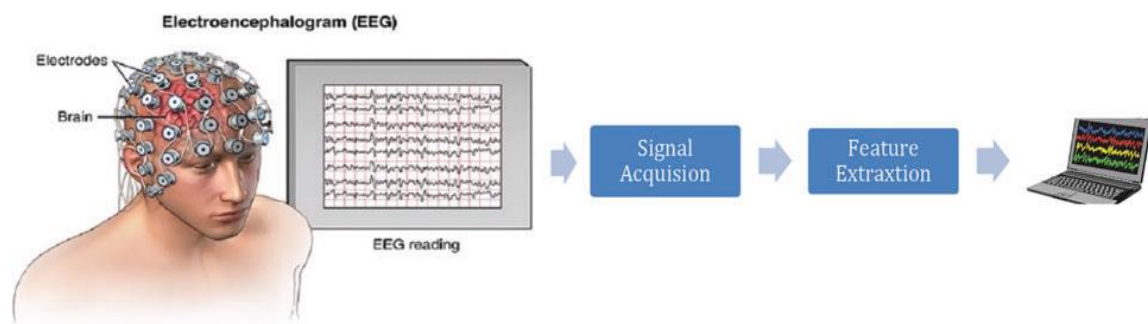 Electroencephalogram (EEG)
Electrodes
Brain
EEG reading
Signal
Acquision
Feature
Extraxtion